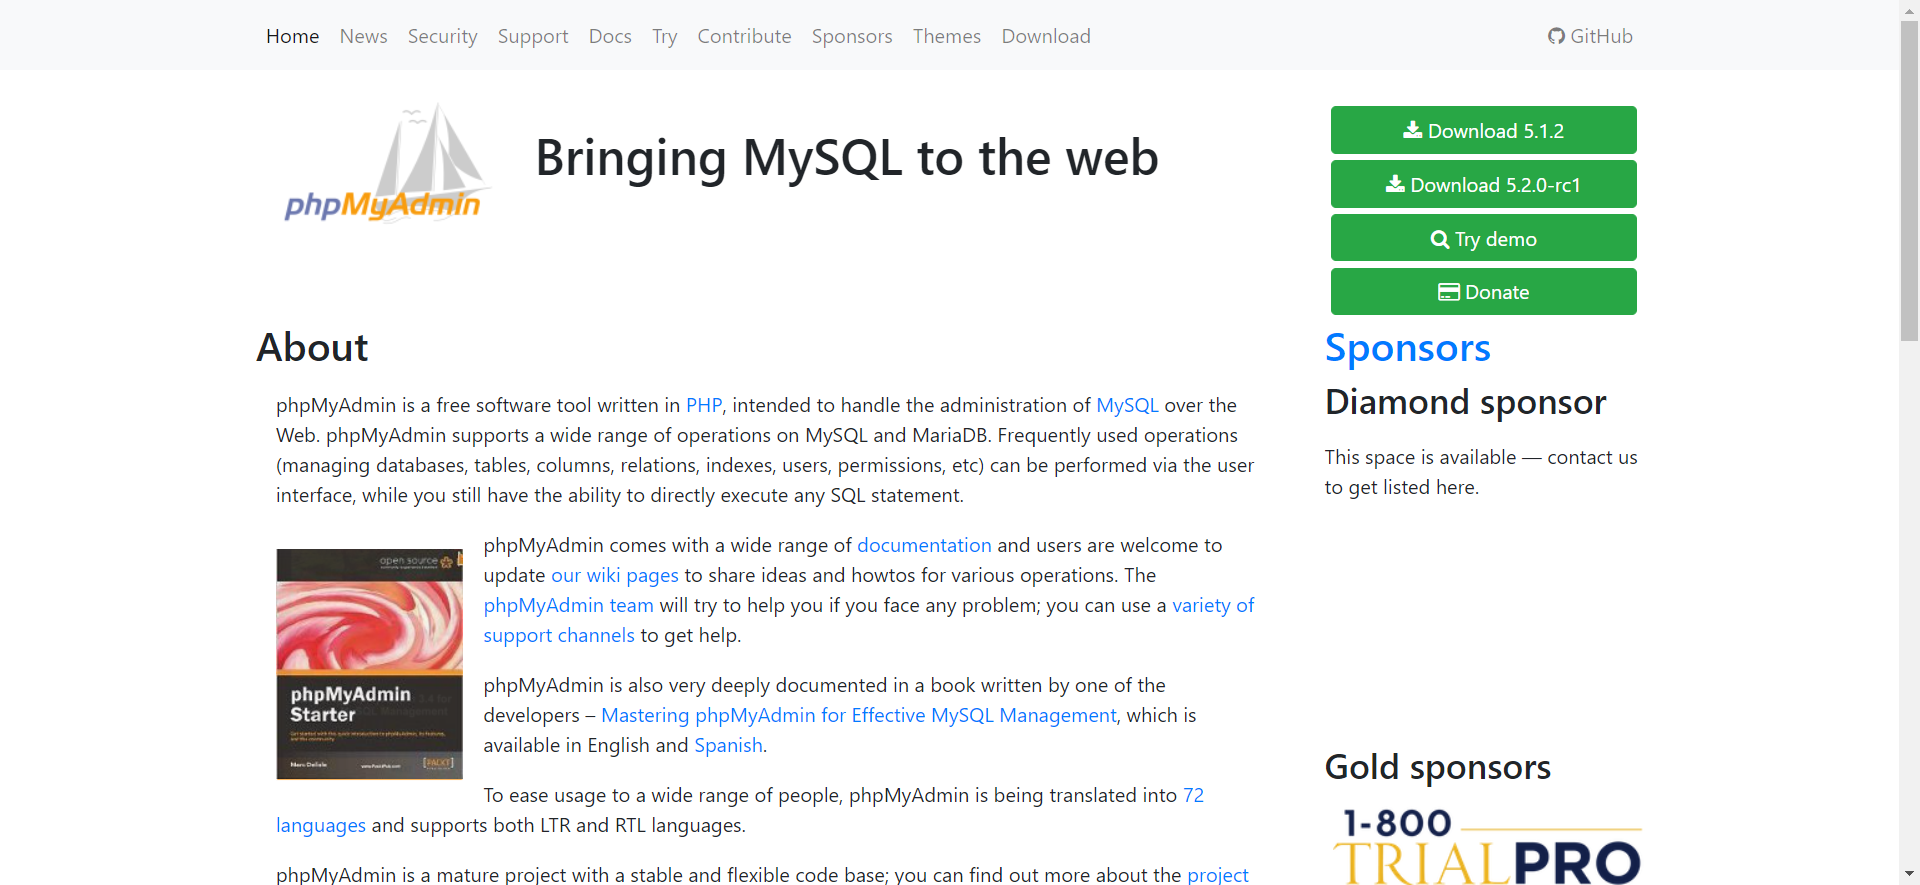 Home News Security Support Docs Try Contribute Sponsors Themes Download GitHub
phpMyAdmin
Bringing MySQL to the web
Download 5.1.2
Download 5.2.0-rc1
Try demo
Donate
About
phpMyAdmin is a free software tool written in PHP, intended to handle the administration of MySQL over the
Web. phpMyAdmin supports a wide range of operations on MySQL and MariaDB. Frequently used operations
(managing databases, tables, columns, relations, indexes, users, permissions, etc) can be performed via the user
interface, while you still have the ability to directly execute any SQL statement.
open source
phpMyAdmin
Starter
Marc Delisle
www.PacktPub.com
[PACKT]
phpMyAdmin comes with a wide range of documentation and users are welcome to
update our wiki pages to share ideas and howtos for various operations. The
phpMyAdmin team will try to help you if you face any problem; you can use a variety of
support channels to get help.
phpMyAdmin is also very deeply documented in a book written by one of the
developers – Mastering phpMyAdmin for Effective MySQL Management, which is
available in English and Spanish.
To ease usage to a wide range of people, phpMyAdmin is being translated into 72
languages and supports both LTR and RTL languages.
phpMyAdmin is a mature project with a stable and flexible code base; you can find out more about the project
Sponsors
Diamond sponsor
This space is available — contact us
to get listed here.
Gold sponsors
1-800
TRIALPRO